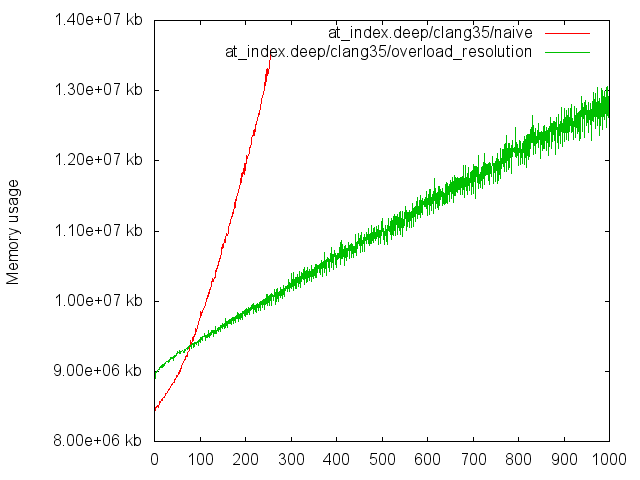 1.40e+07 kb
at_index.deep/clang35/naive
at_index.deep/clang35/overload_resolution
1.30e+07 kb
1.20e+07 kb
1.10e+07 kb
1.00e+07 kb
9.00e+06 kb
8.00e+06 kb
Memory usage
0 100 200 300 400 500 600 700 800 900 1000